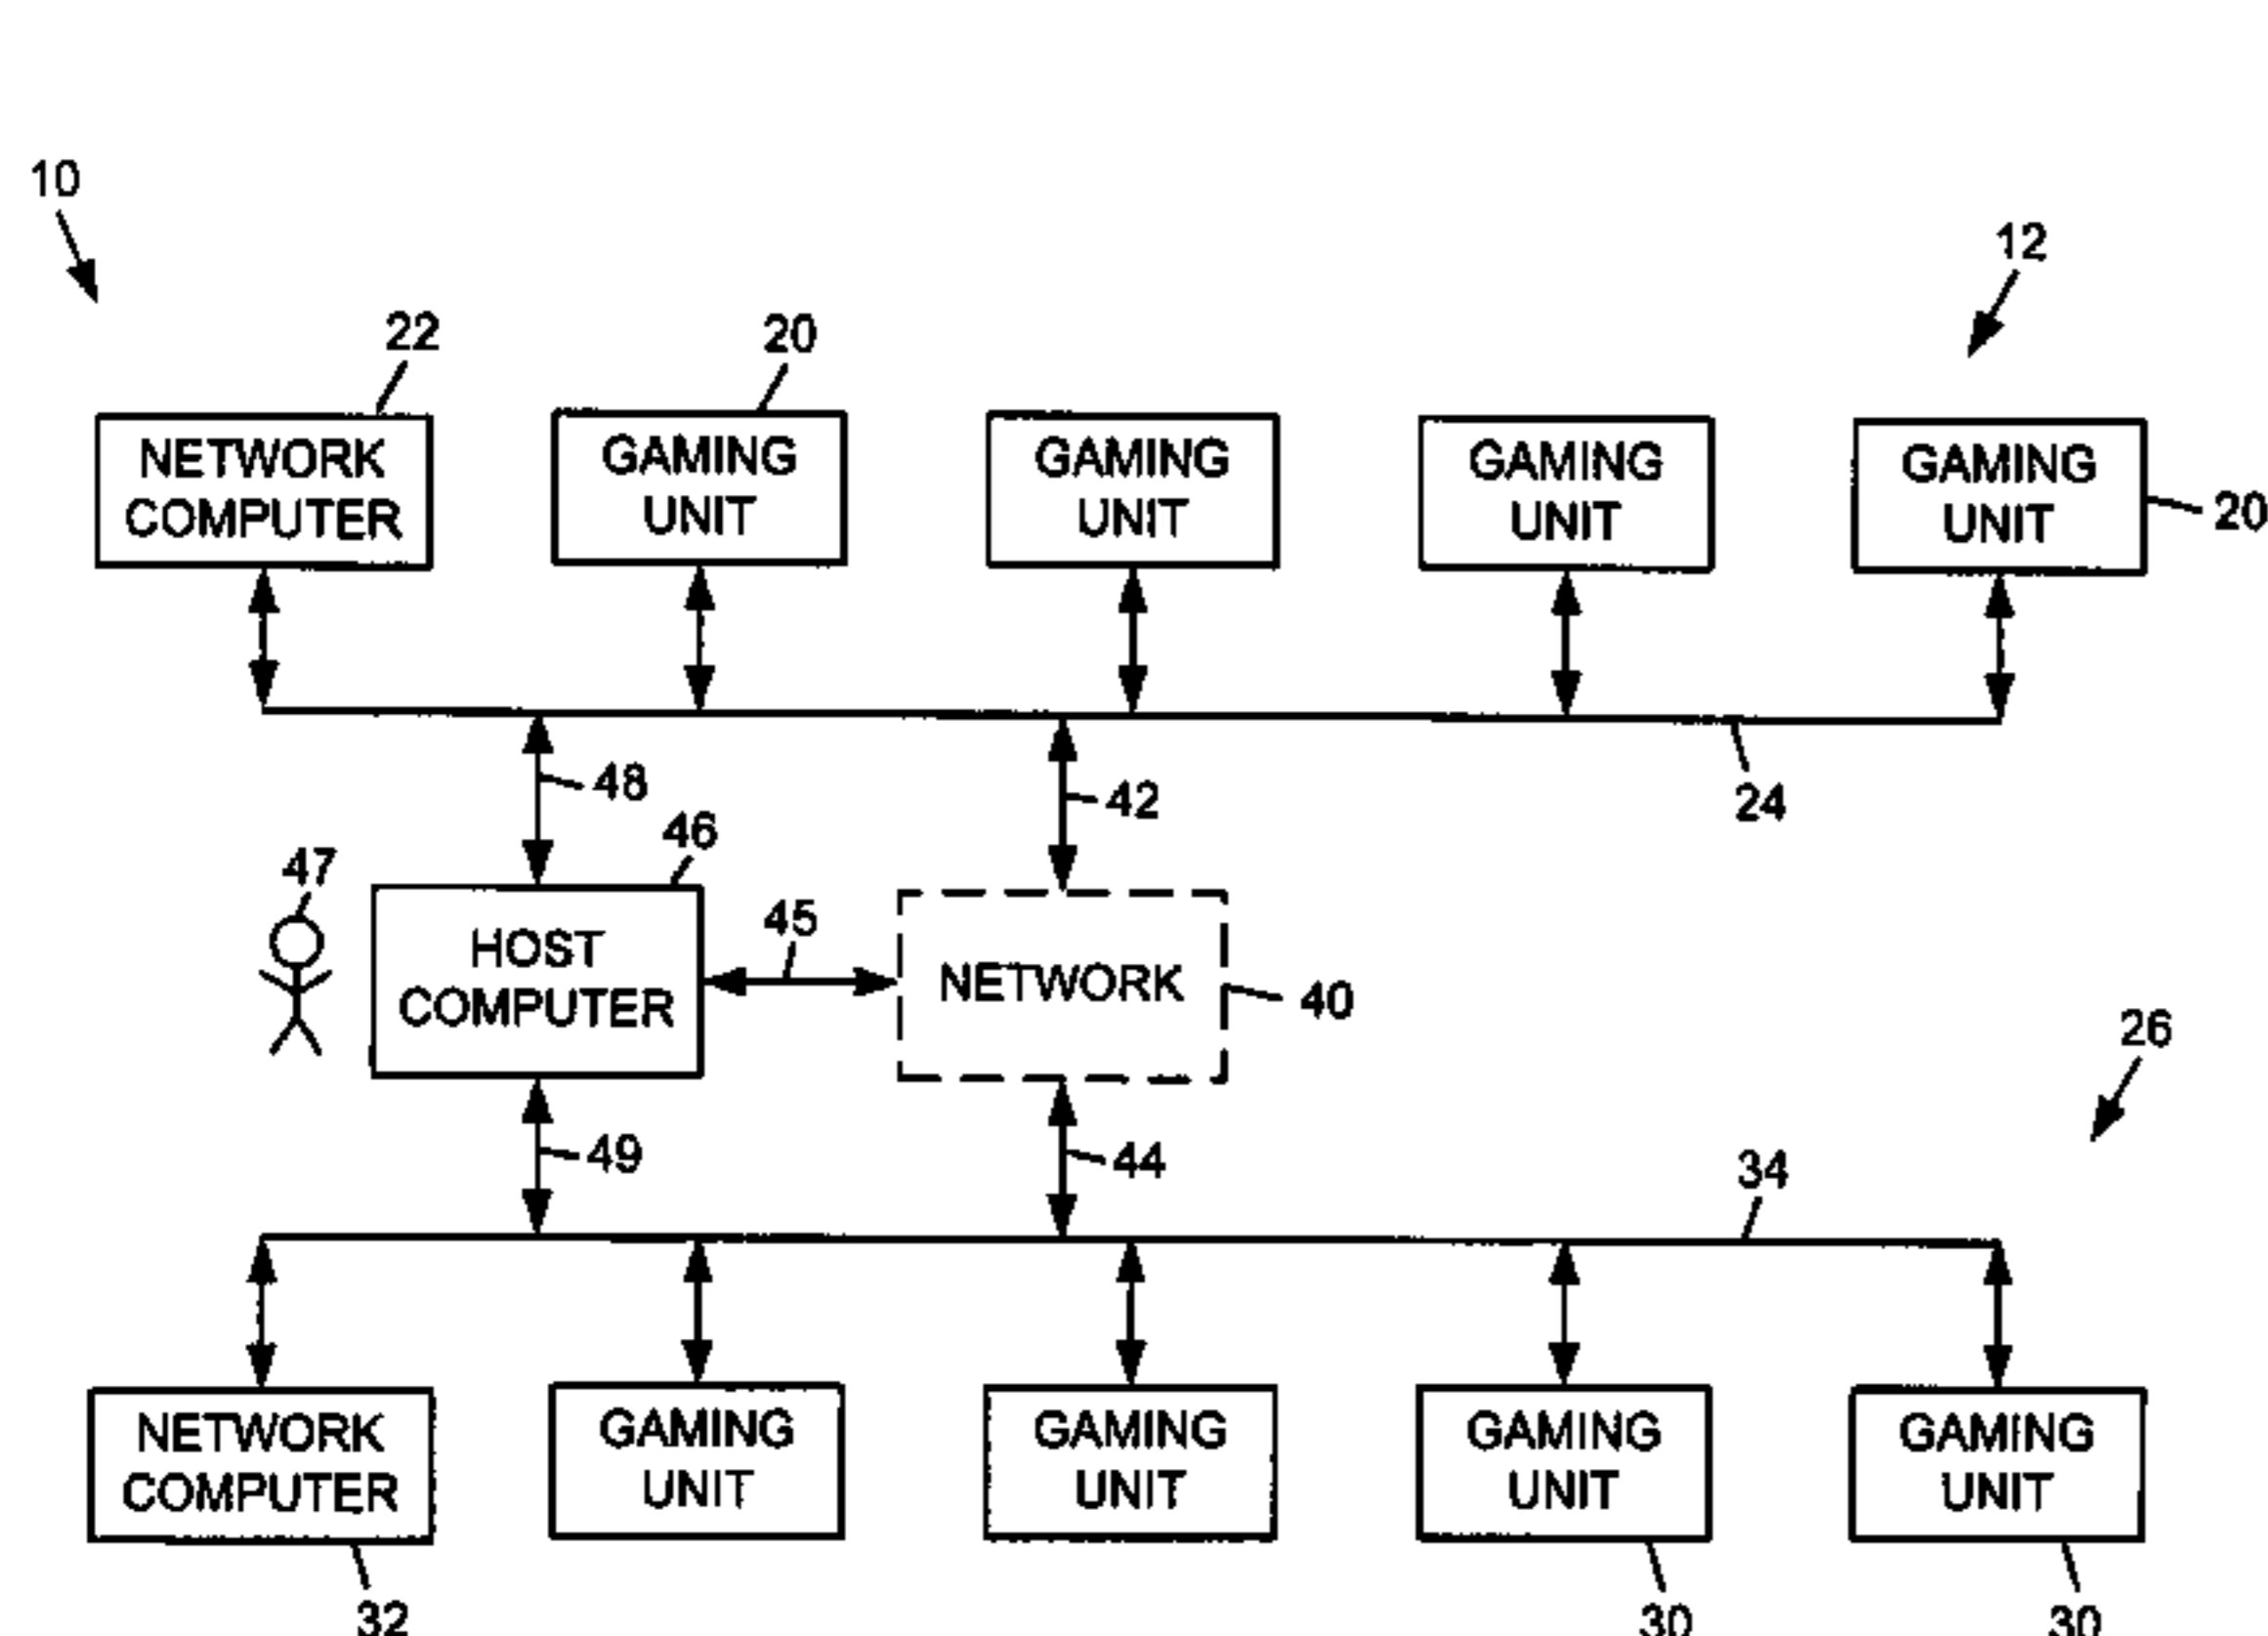 10
12
22
20
NETWORK
COMPUTER
GAMING
UNIT
GAMING
UNIT
GAMING
UNIT
GAMING
UNIT
20
48
42
24
46
47
HOST
COMPUTER
45
NETWORK
40
26
49
44
34
NETWORK
COMPUTER
GAMING
UNIT
GAMING
UNIT
GAMING
UNIT
GAMING
UNIT
32
30
30